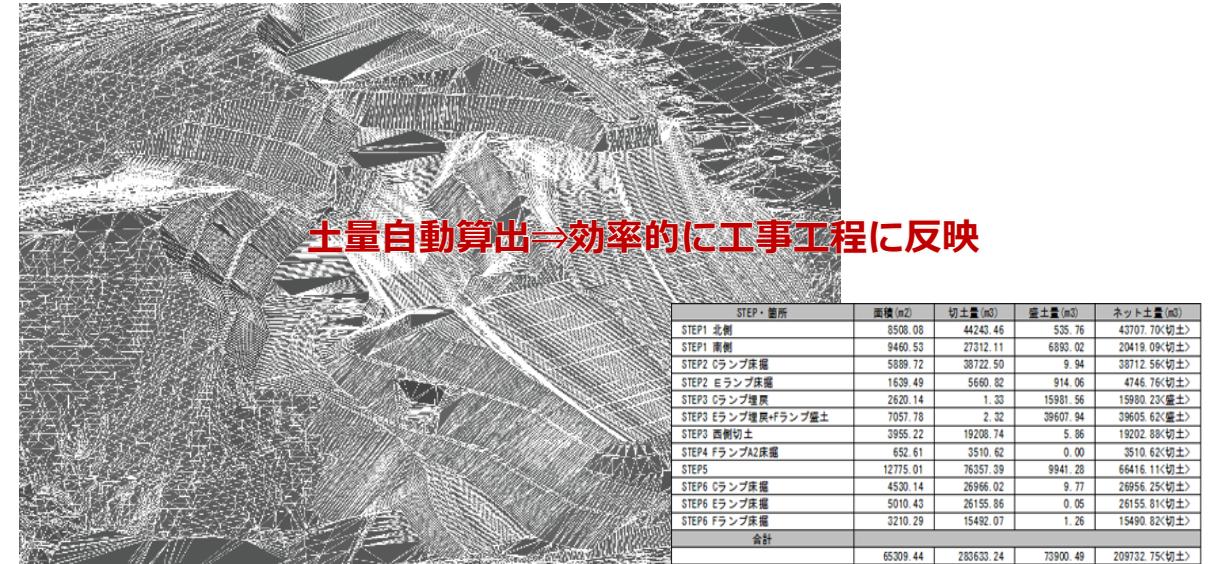 土量自動算出⇒効率的に工事工程に反映
STEP・箇所 面積(m2) 切土量(m3) 盛土量(m3) ネット土量(m3)
STEP1 北側 8508.08 44243.46 535.76 43707.70<切土>
STEP1 南側 9460.53 27312.11 6893.02 20419.09<切土>
STEP2 Cランプ床掘 5889.72 38722.50 9.94 38712.56<切土>
STEP2 Eランプ床掘 1639.49 5660.82 914.06 4746.76<切土>
STEP3 Cランプ埋戻 2620.14 1.33 15981.56 15980.23<盛土>
STEP3 Eランプ埋戻+Fランプ盛土 7057.78 2.32 39607.94 39605.62<盛土>
STEP3 西側切土 3955.22 19208.74 5.86 19202.88<切土>
STEP4 FランプA2床掘 652.61 3510.62 0.00 3510.62<切土>
STEP5 12775.01 76357.39 9941.28 66416.11<切土>
STEP6 Cランプ床掘 4530.14 26966.02 9.77 26956.25<切土>
STEP6 Eランプ床掘 5010.43 26155.86 0.05 26155.81<切土>
STEP6 Fランプ床掘 3210.29 15492.07 1.26 15490.82<切土>
合計
65309.44 283633.24 73900.49 209732.75<切土>